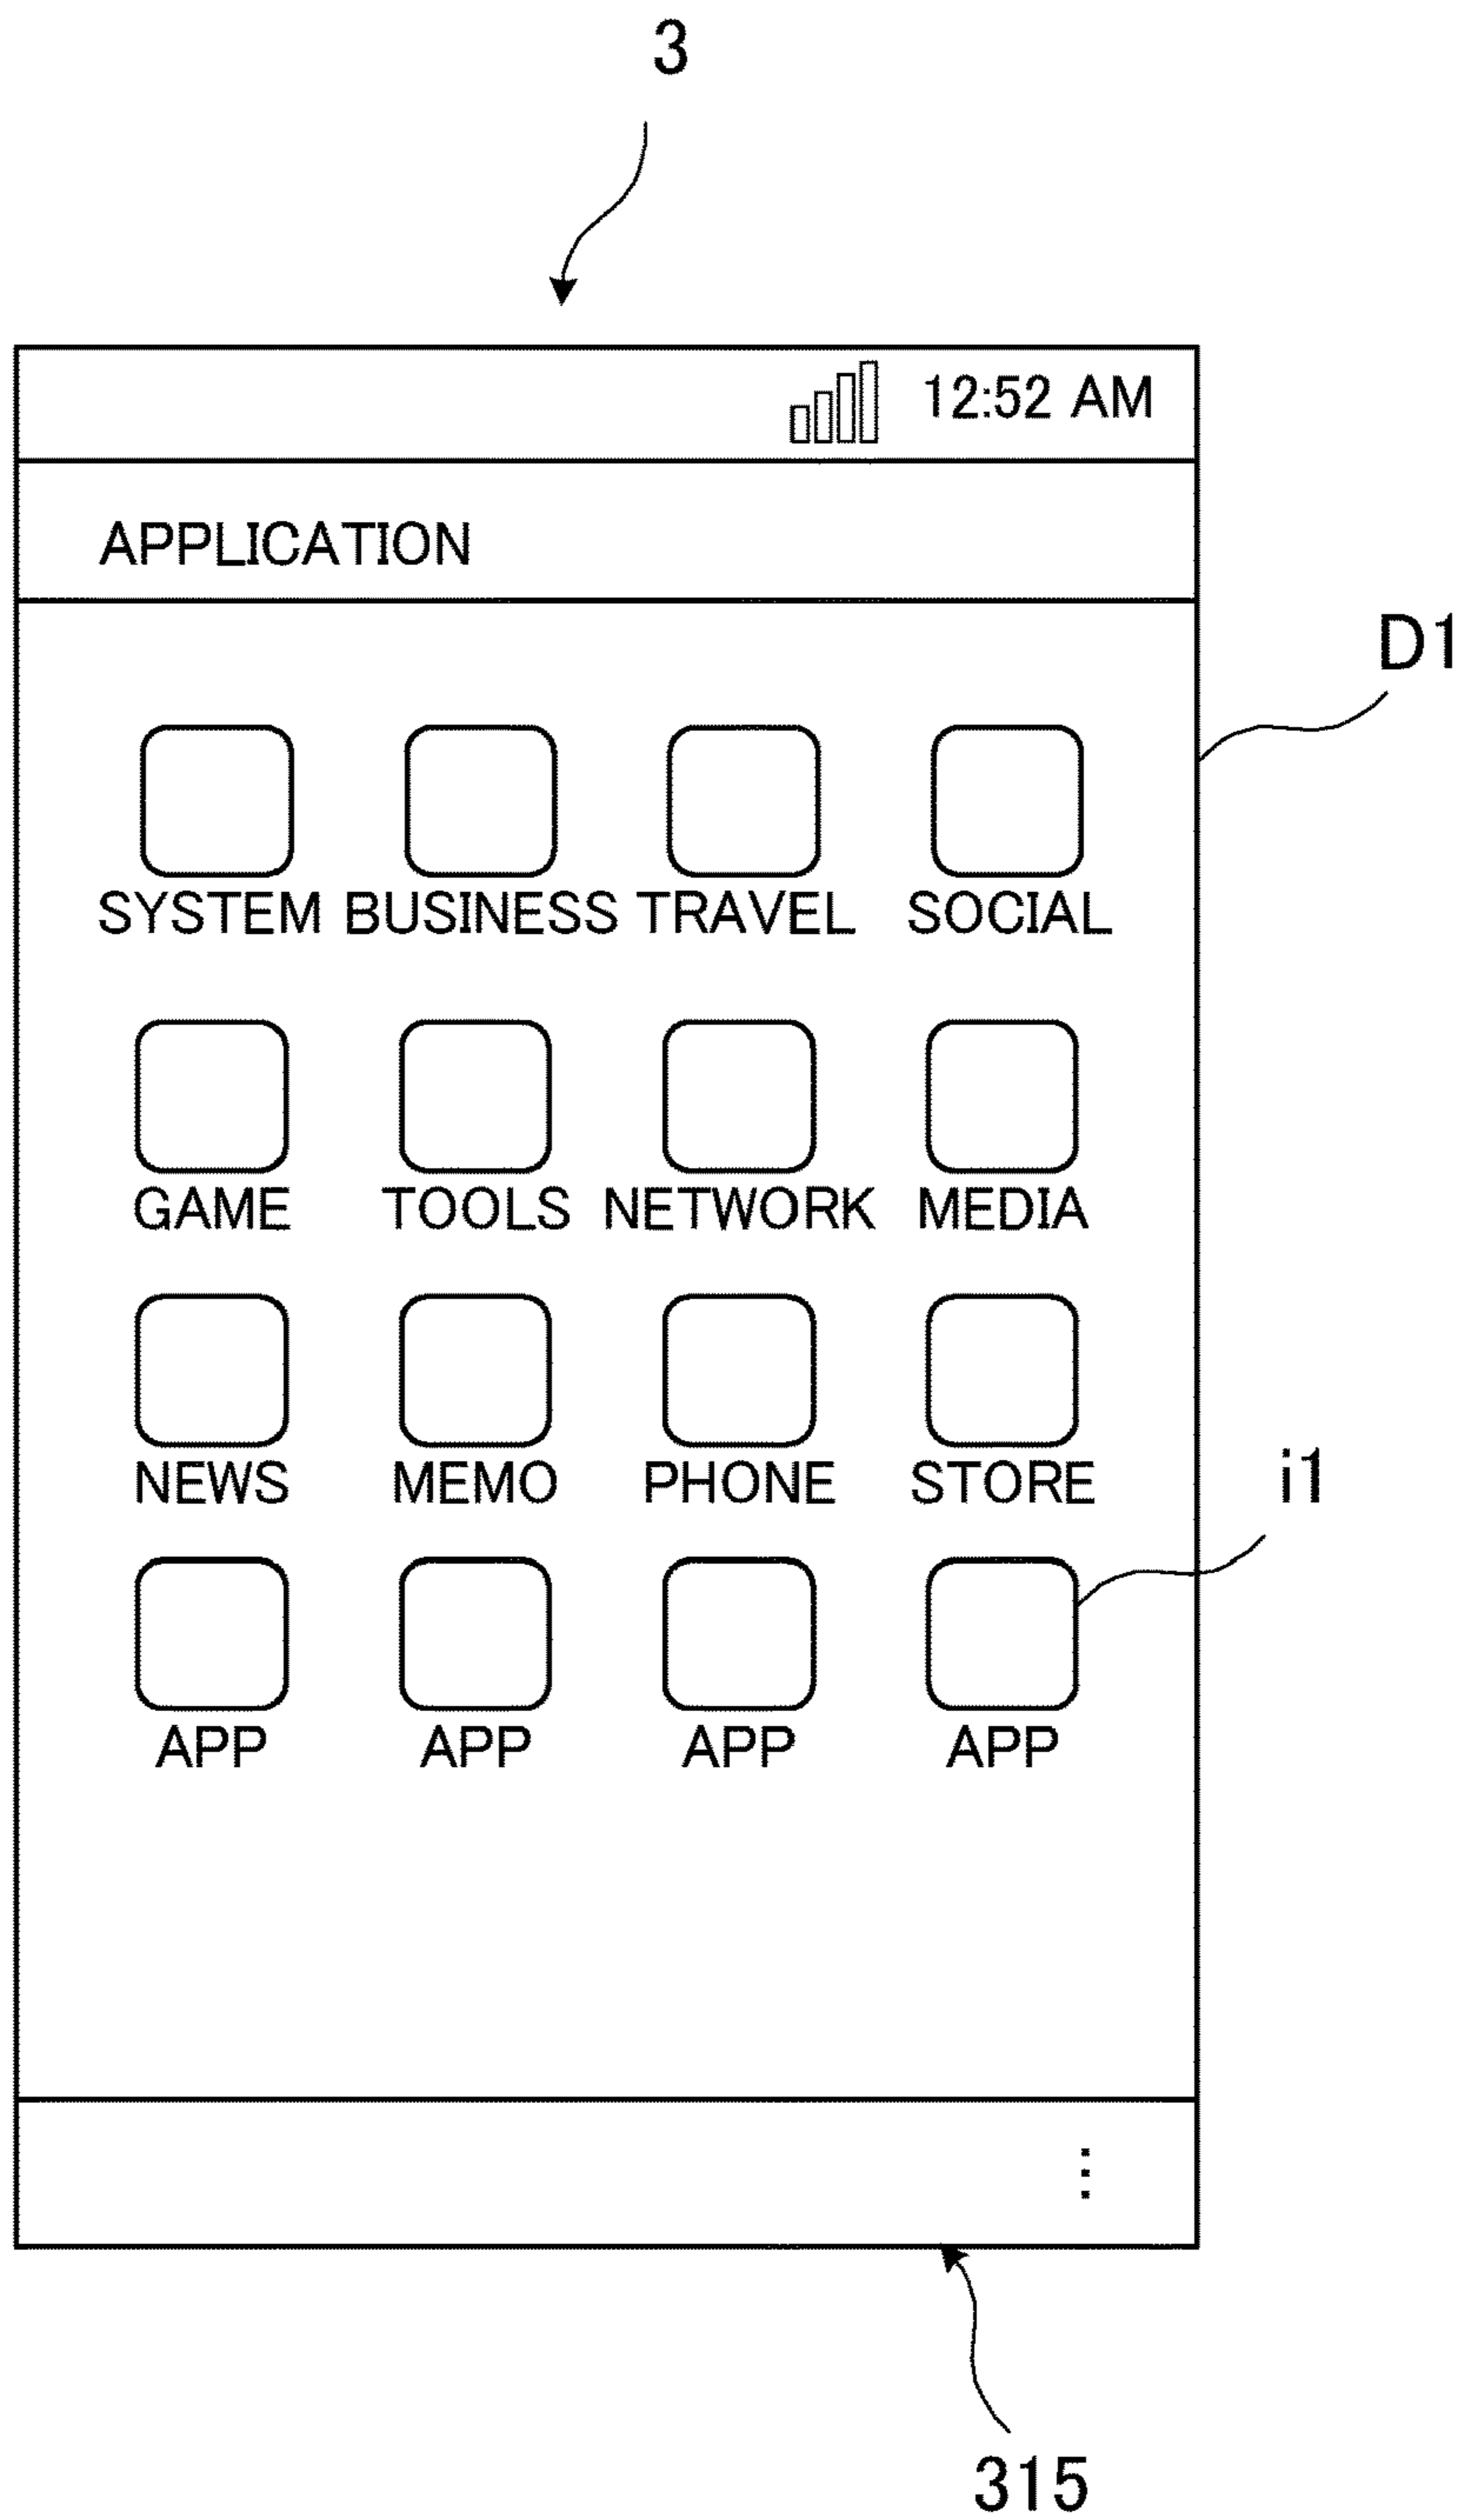 3
12:52 AM
APPLICATION
D1
SYSTEM BUSINESS TRAVEL SOCIAL
GAME TOOLS NETWORK MEDIA
NEWS MEMO PHONE STORE
i1
APP APP APP APP
315